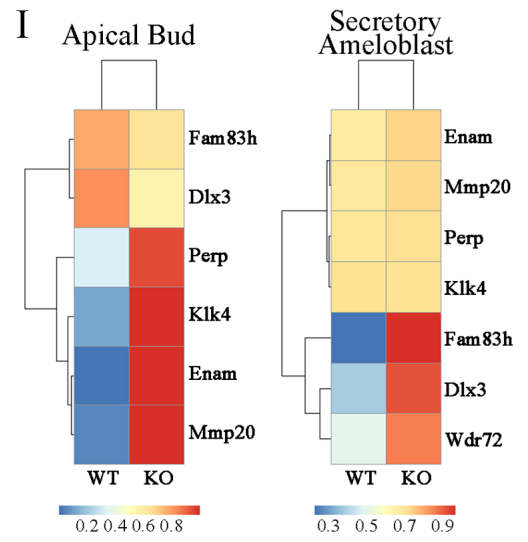 I
Apical Bud
Fam83h
Dlx3
Perp
Klk4
Enam
Mmp20
WT KO
0.2 0.4 0.6 0.8
Secretory
Ameloblast
Enam
Mmp20
Perp
Klk4
Fam83h
Dlx3
Wdr72
WT KO
0.3 0.5 0.7 0.9